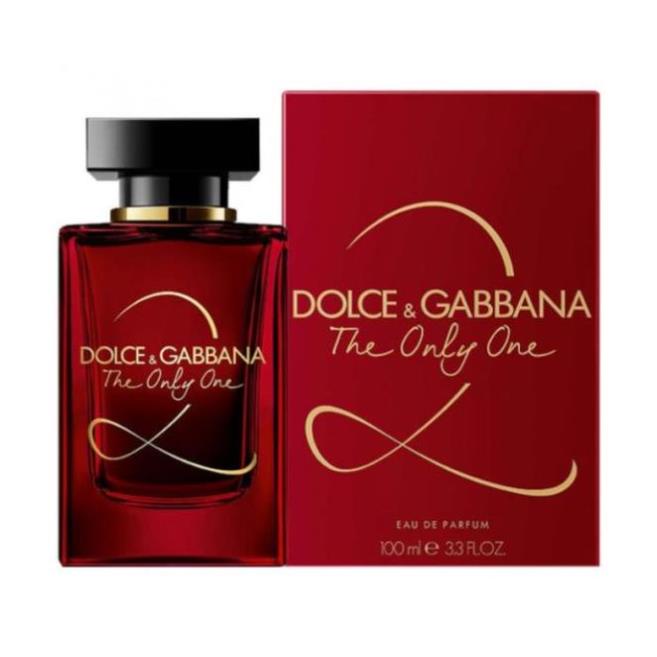 DOLCE & GABBANA
The Only One
DOLCE & GABBANA
The Only One
EAU DE PARFUM
100 ml e 3.3 FL.OZ.